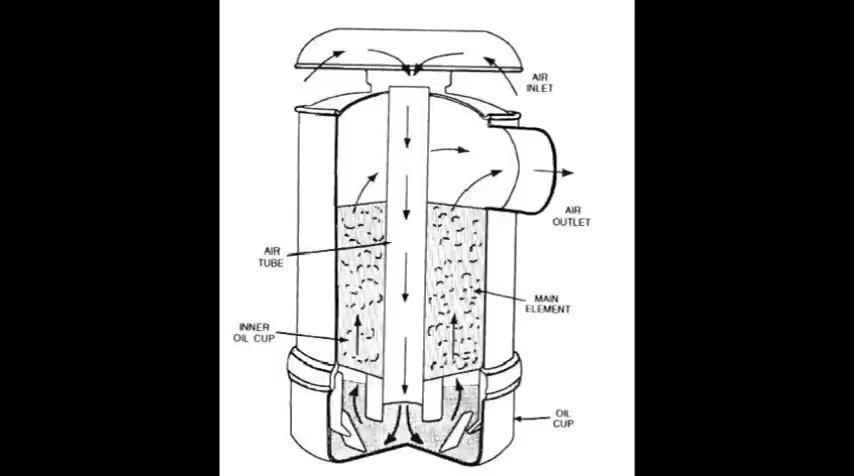 AIR
INLET
AIR
OUTLET
AIR
TUBE
MAIN
ELEMENT
INNER
OIL CUP
OIL
CUP